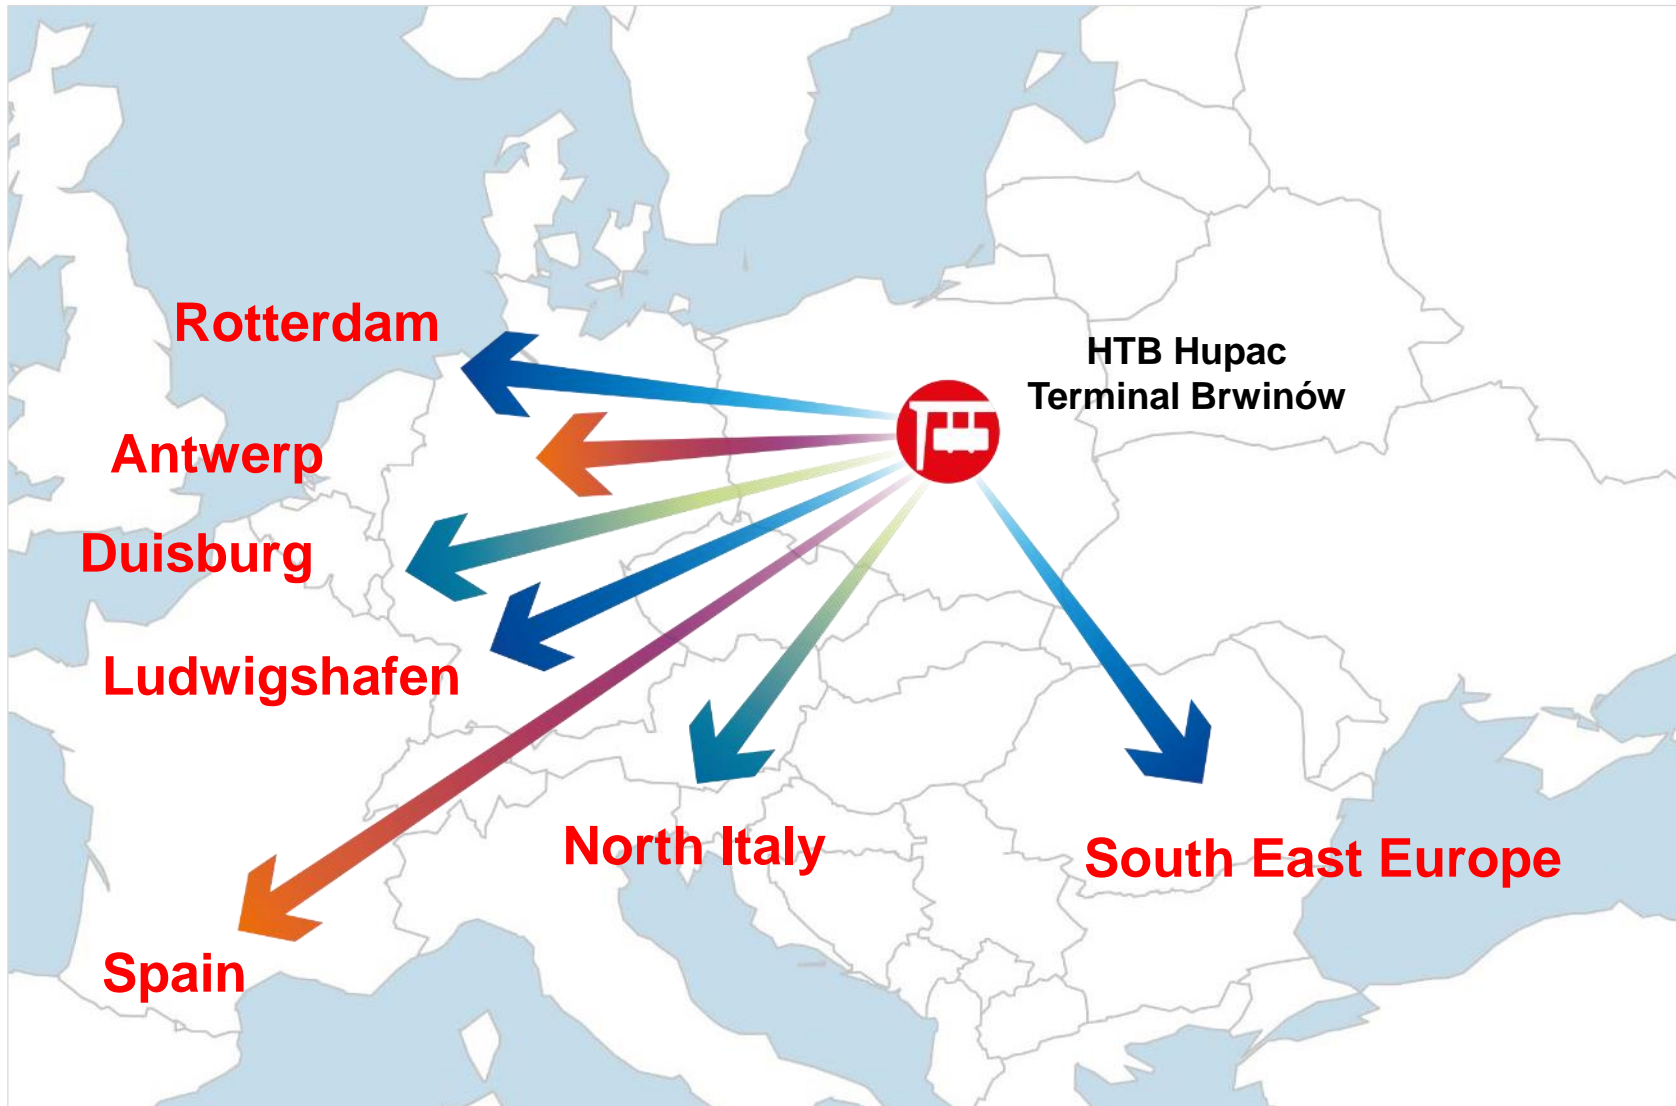 Rotterdam
HTB Hupac
Terminal Brwinów
Antwerp
Duisburg
Ludwigshafen
North Italy
South East Europe
Spain